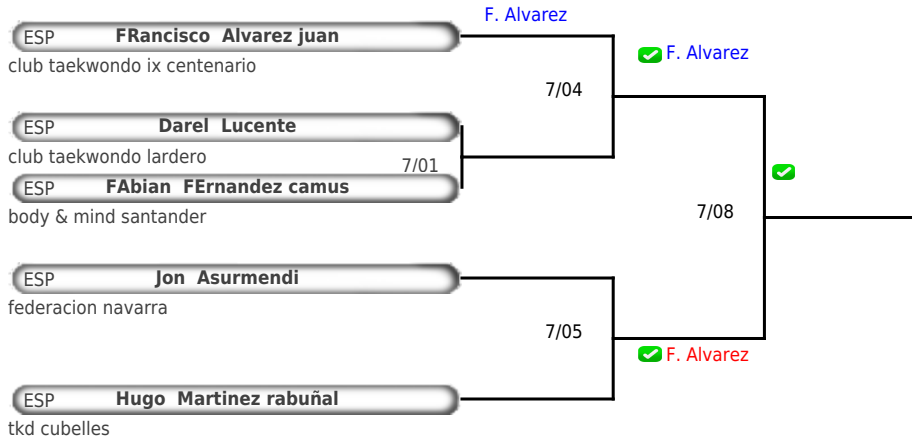 F. Alvarez
ESP FRancisco Alvarez juan
club taekwondo ix centenario
F. Alvarez
7/04
ESP Darel Lucente
club taekwondo lardero
7/01
ESP FAbian FErnandez camus
body & mind santander
7/08
ESP Jon Asurmendi
federacion navarra
7/05
F. Alvarez
ESP Hugo Martinez rabuñal
tkd cubelles